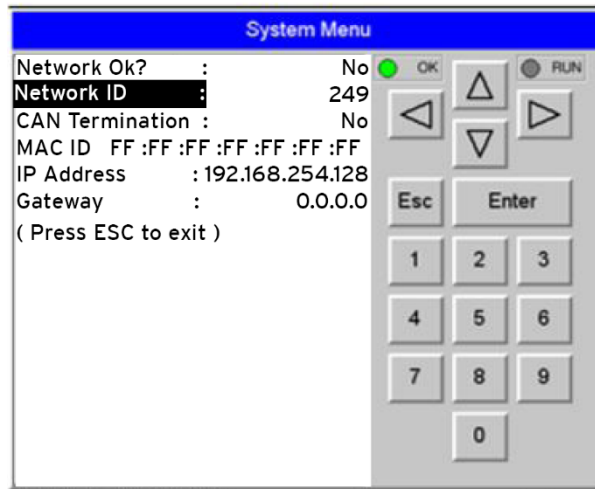 System Menu
Network Ok? : No
Network ID : 249
CAN Termination : No
MAC ID FF :FF :FF :FF :FF :FF :FF
IP Address : 192.168.254.128
Gateway : 0.0.0.0
( Press ESC to exit )
OK
RUN
Esc
Enter
1 2 3
4 5 6
7 8 9
0